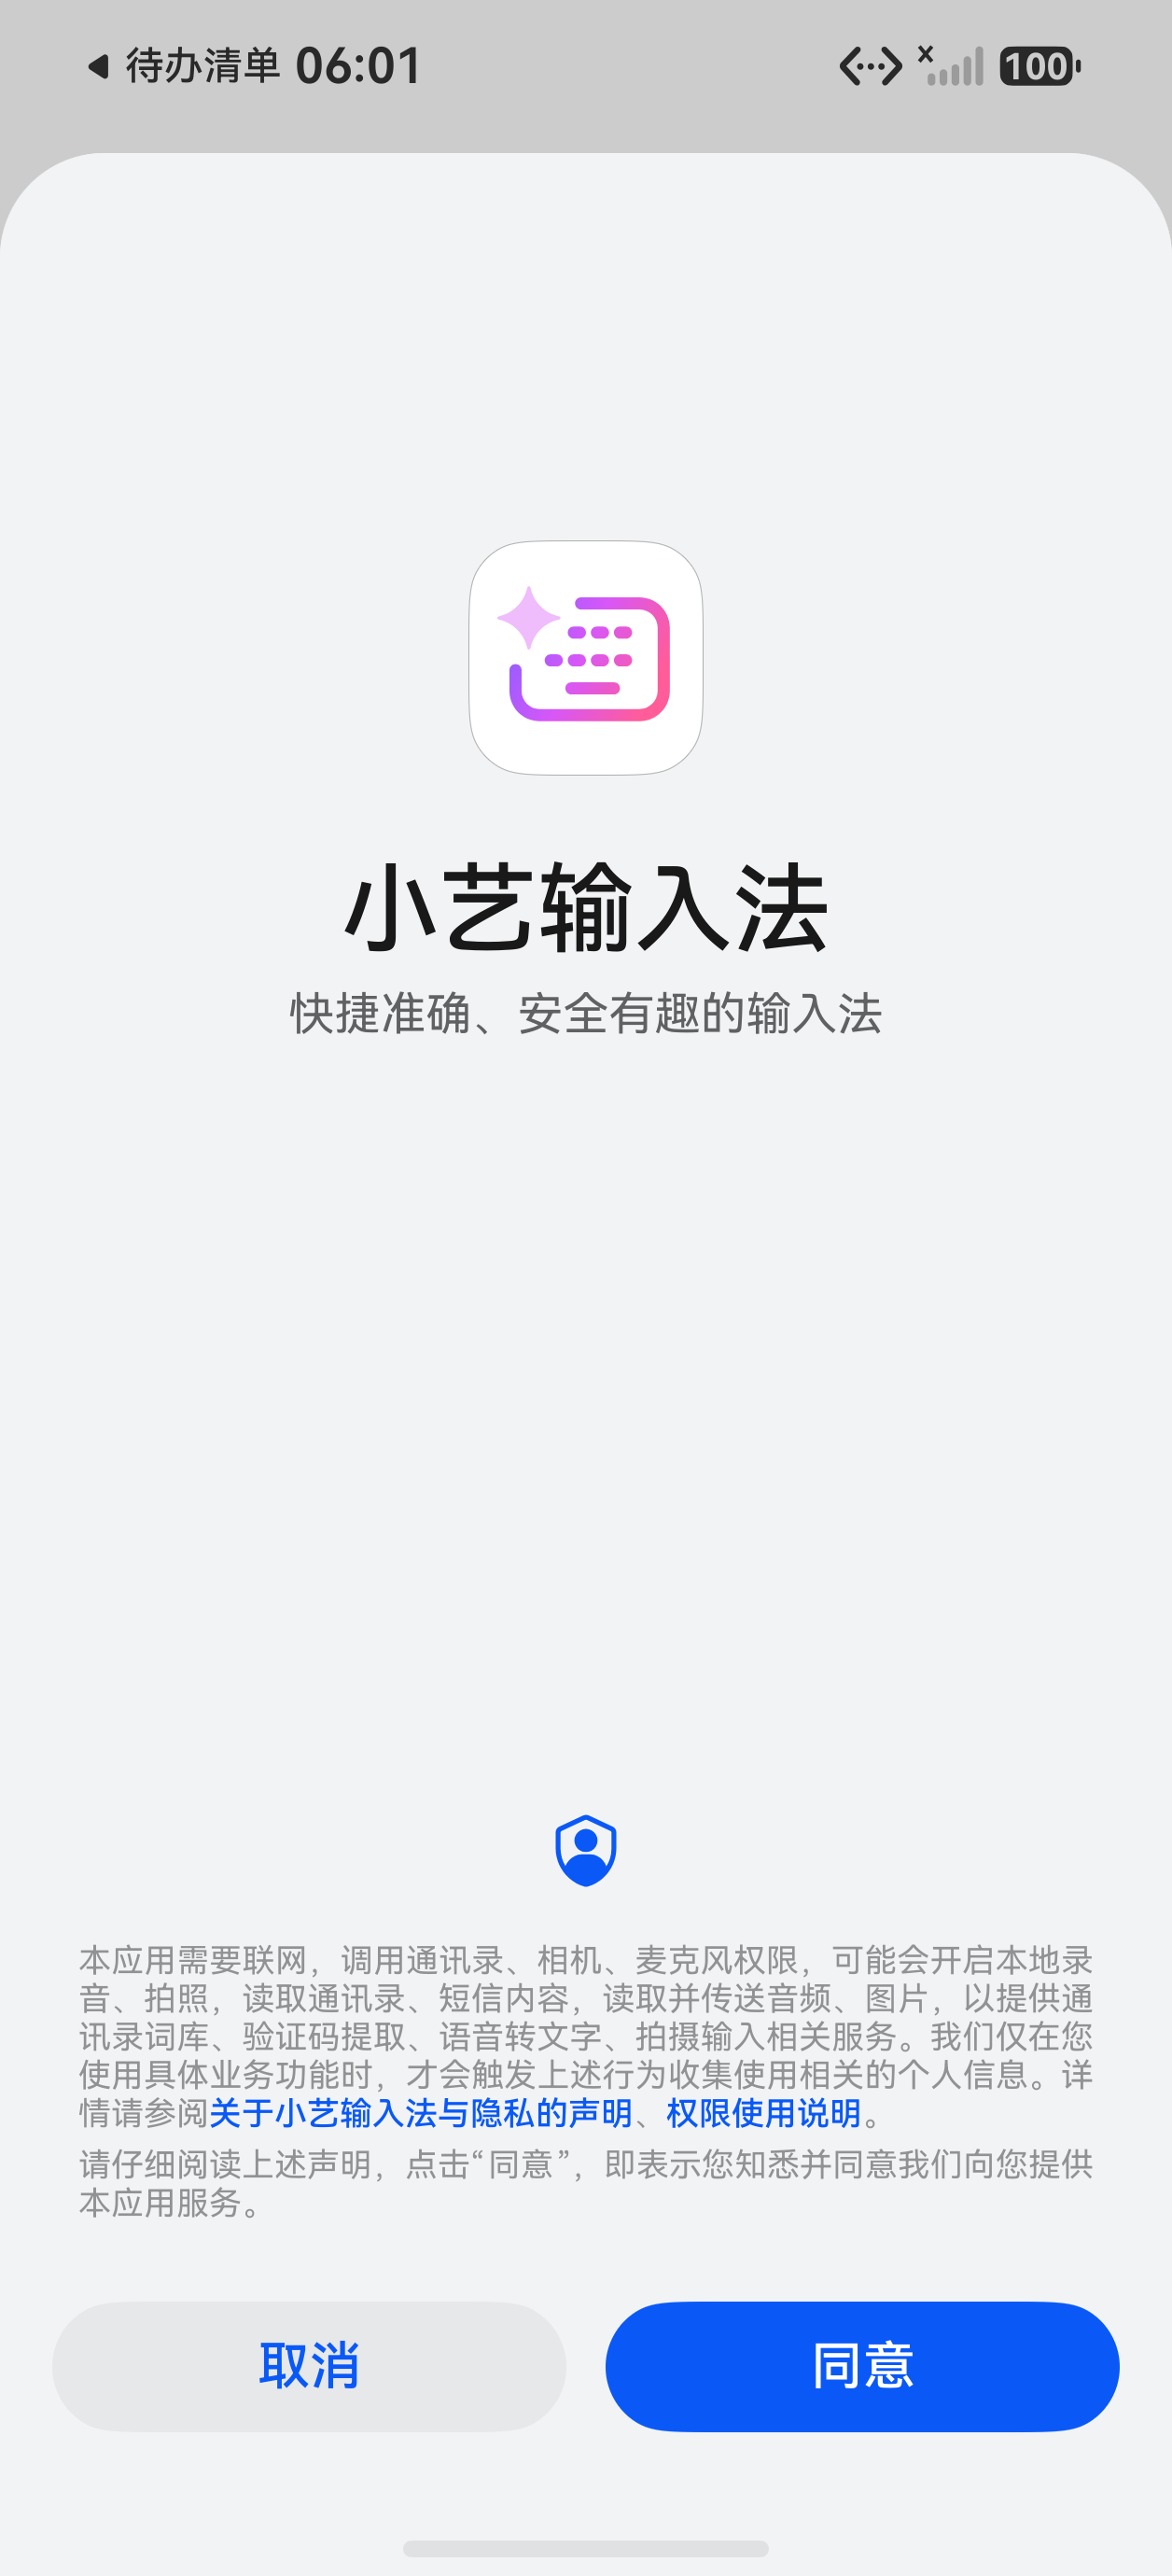 待办清单 06:01
100
小艺输入法
快捷准确、安全有趣的输入法
本应用需要联网，调用通讯录、相机、麦克风权限，可能会开启本地录
音、拍照，读取通讯录、短信内容，读取并传送音频、图片，以提供通
讯录词库、验证码提取、语音转文字、拍摄输入相关服务。我们仅在您
使用具体业务功能时，才会触发上述行为收集使用相关的个人信息。详
情请参阅关于小艺输入法与隐私的声明、权限使用说明。
请仔细阅读上述声明，点击“同意”，即表示您知悉并同意我们向您提供
本应用服务。
取消
同意